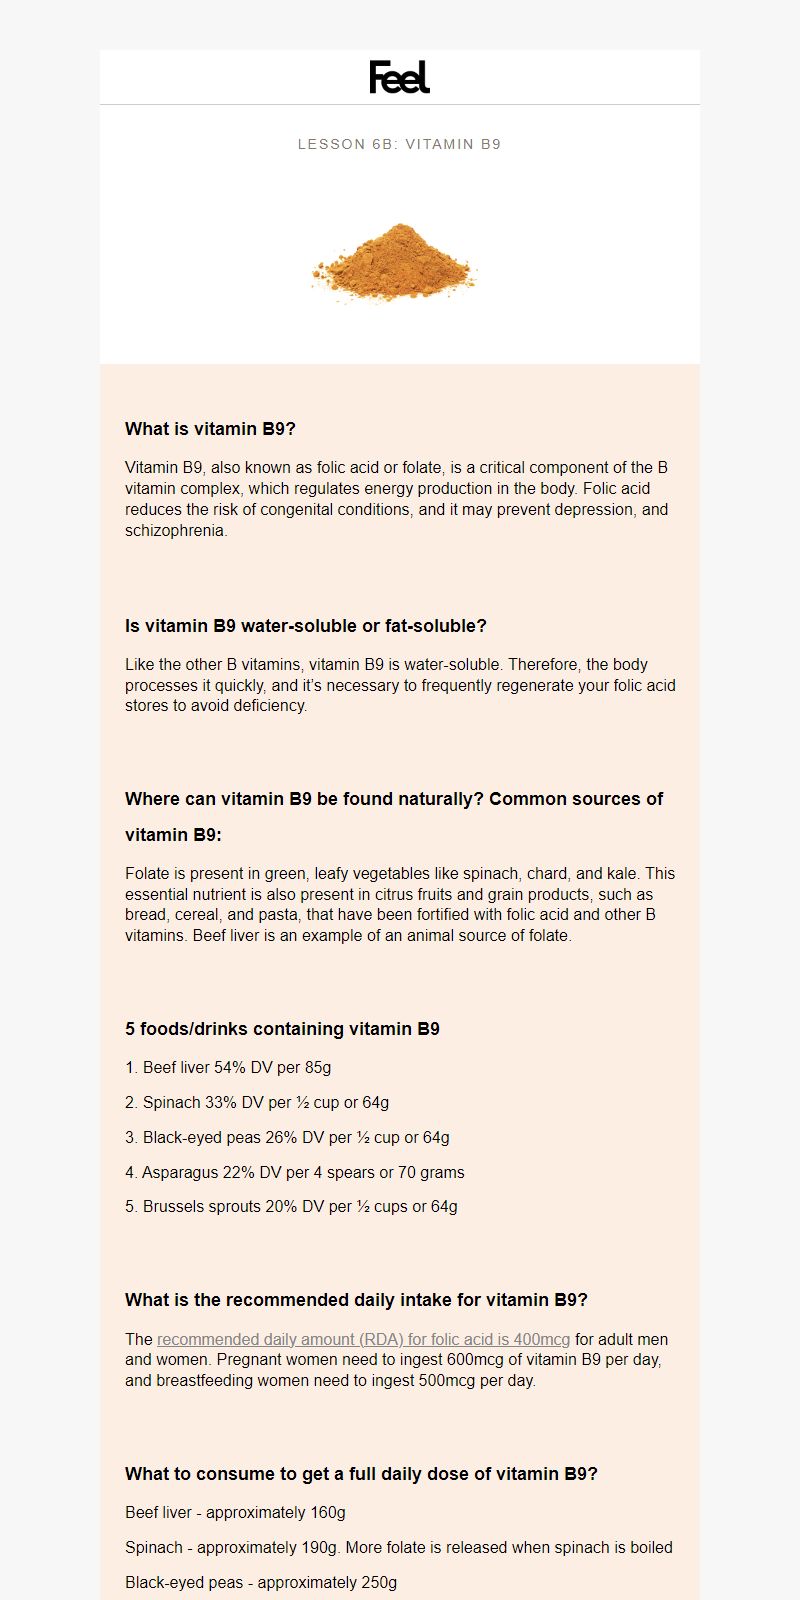 Feel
LESSON 6B: VITAMIN B9
What is vitamin B9?
Vitamin B9, also known as folic acid or folate, is a critical component of the B
vitamin complex, which regulates energy production in the body. Folic acid
reduces the risk of congenital conditions, and it may prevent depression, and
schizophrenia.
Is vitamin B9 water-soluble or fat-soluble?
Like the other B vitamins, vitamin B9 is water-soluble. Therefore, the body
processes it quickly, and it’s necessary to frequently regenerate your folic acid
stores to avoid deficiency.
Where can vitamin B9 be found naturally? Common sources of
vitamin B9:
Folate is present in green, leafy vegetables like spinach, chard, and kale. This
essential nutrient is also present in citrus fruits and grain products, such as
bread, cereal, and pasta, that have been fortified with folic acid and other B
vitamins. Beef liver is an example of an animal source of folate.
5 foods/drinks containing vitamin B9
1. Beef liver 54% DV per 85g
2. Spinach 33% DV per ½ cup or 64g
3. Black-eyed peas 26% DV per ½ cup or 64g
4. Asparagus 22% DV per 4 spears or 70 grams
5. Brussels sprouts 20% DV per ½ cups or 64g
What is the recommended daily intake for vitamin B9?
The recommended daily amount (RDA) for folic acid is 400mcg for adult men
and women. Pregnant women need to ingest 600mcg of vitamin B9 per day,
and breastfeeding women need to ingest 500mcg per day.
What to consume to get a full daily dose of vitamin B9?
Beef liver - approximately 160g
Spinach - approximately 190g. More folate is released when spinach is boiled
Black-eyed peas - approximately 250g